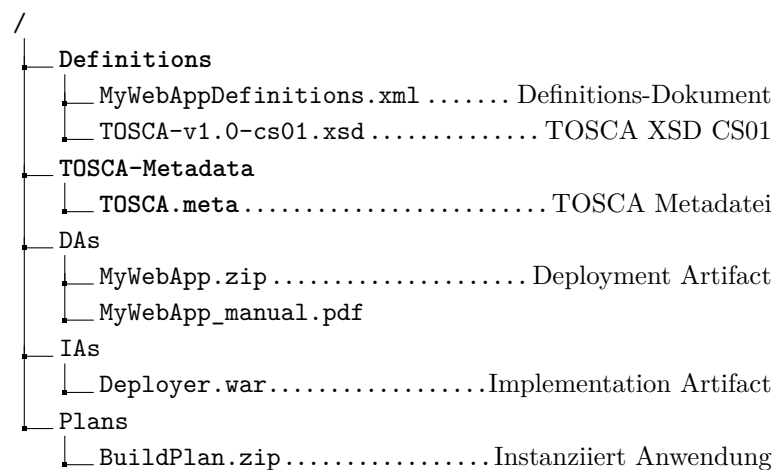 /
Definitions
MyWebAppDefinitions.xml ....... Definitions-Dokument
TOSCA-v1.0-cs01.xsd .............. TOSCA XSD CS01
TOSCA-Metadata
TOSCA.meta .......................... TOSCA Metadatei
DAs
MyWebApp.zip ..................... Deployment Artifact
MyWebApp_manual.pdf
IAs
Deployer.war .................. Implementation Artifact
Plans
BuildPlan.zip ................. Instanziiert Anwendung